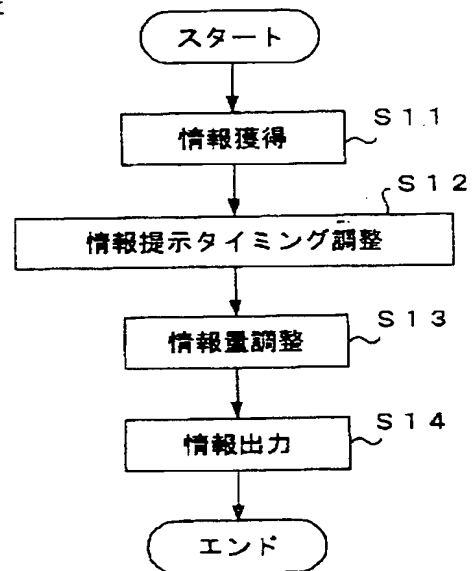 スタート
情報獲得
S11
S12
情報提示タイミング調整
情報量調整
S13
情報出力
S14
エンド